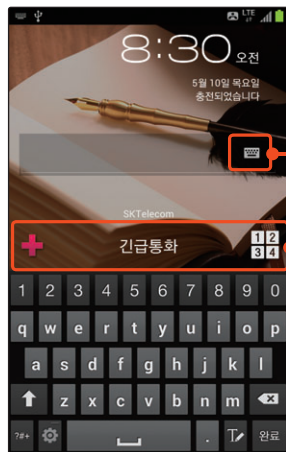 LTE
8:30 오전
5월 10일 목요일
충전되었습니다
SKTelecom
긴급통화
1 2
3 4
1 2 3 4 5 6 7 8 9 0
q w e r t y u i o p
a s d f g h j k l
z x c v b n m
?#+ . T 완료